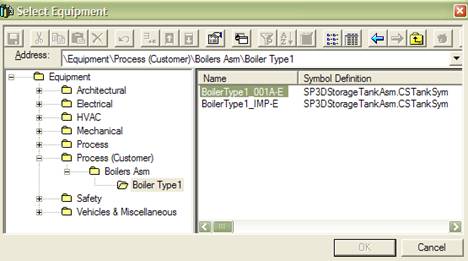 Select Equipment
Address: \Equipment\Process (Customer)\Boilers Asm\Boiler Type1
Equipment
Architectural
Electrical
HVAC
Mechanical
Process
Process (Customer)
Boilers Asm
Boiler Type1
Safety
Vehicles & Miscellaneous
Name Symbol Definition
BoilerType1_001A-E SP3DStorageTankAsm.CSTankSym
BoilerType1_IMP-E SP3DStorageTankAsm.CSTankSym
OK Cancel